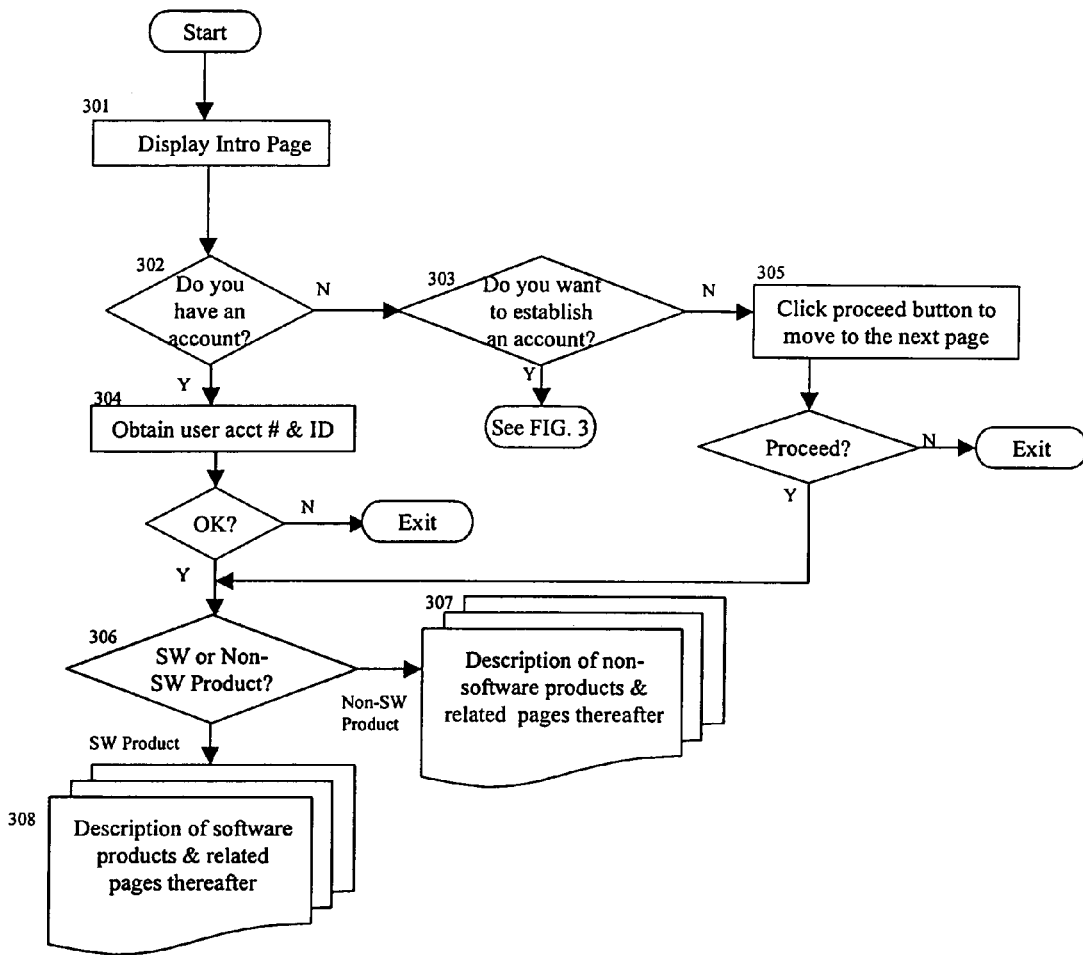 Start
301
Display Intro Page
302
Do you
have an
account?
N
Y
303
Do you want
to establish
an account?
N
Y
See FIG. 3
305
Click proceed button to
move to the next page
Proceed?
N
Exit
Y
304
Obtain user acct # & ID
OK?
N
Exit
Y
306
SW or Non-
SW Product?
Non-SW
Product
SW Product
307
Description of non-
software products &
related pages thereafter
308
Description of software
products & related
pages thereafter